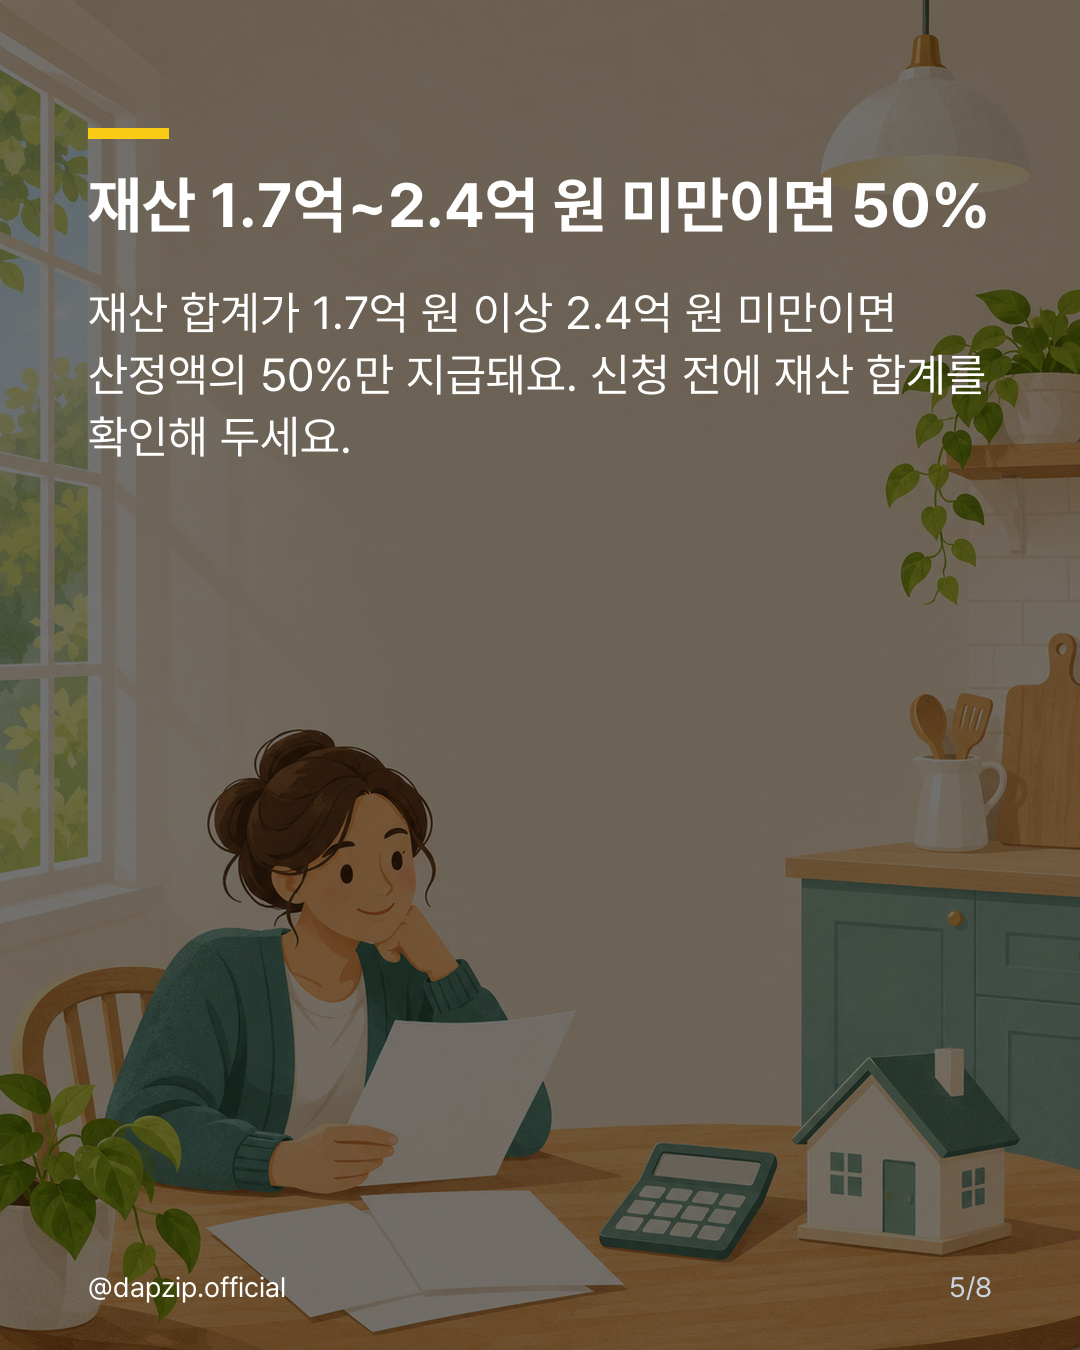 재산 1.7억~2.4억 원 미만이면 50%
재산 합계가 1.7억 원 이상 2.4억 원 미만이면
산정액의 50%만 지급돼요. 신청 전에 재산 합계를
확인해 두세요.
@dapzip.official
5/8